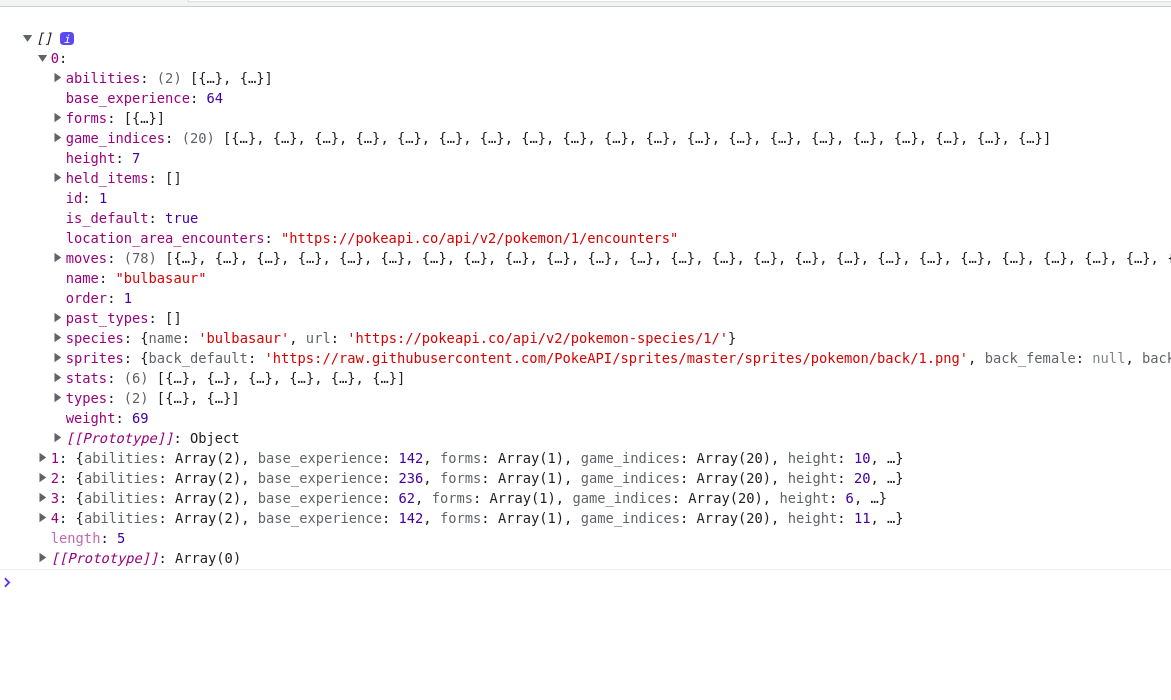 [] i
0:
abilities: (2) [{…}, {…}]
base_experience: 64
forms: [{…}]
game_indices: (20) [{…}, {…}, {…}, {…}, {…}, {…}, {…}, {…}, {…}, {…}, {…}, {…}, {…}, {…}, {…}, {…}, {…}, {…}, {…}, {…}]
height: 7
held_items: []
id: 1
is_default: true
location_area_encounters: "https://pokeapi.co/api/v2/pokemon/1/encounters"
moves: (78) [{…}, {…}, {…}, {…}, {…}, {…}, {…}, {…}, {…}, {…}, {…}, {…}, {…}, {…}, {…}, {…}, {…}, {…}, {…}, {…}, {…}, {…}, {…}, {…}, {
name: "bulbasaur"
order: 1
past_types: []
species: {name: 'bulbasaur', url: 'https://pokeapi.co/api/v2/pokemon-species/1/'}
sprites: {back_default: 'https://raw.githubusercontent.com/PokeAPI/sprites/master/sprites/pokemon/back/1.png', back_female: null, back
stats: (6) [{…}, {…}, {…}, {…}, {…}, {…}]
types: (2) [{…}, {…}]
weight: 69
[[Prototype]]: Object
1: {abilities: Array(2), base_experience: 142, forms: Array(1), game_indices: Array(20), height: 10, …}
2: {abilities: Array(2), base_experience: 236, forms: Array(1), game_indices: Array(20), height: 20, …}
3: {abilities: Array(2), base_experience: 62, forms: Array(1), game_indices: Array(20), height: 6, …}
4: {abilities: Array(2), base_experience: 142, forms: Array(1), game_indices: Array(20), height: 11, …}
length: 5
[[Prototype]]: Array(0)